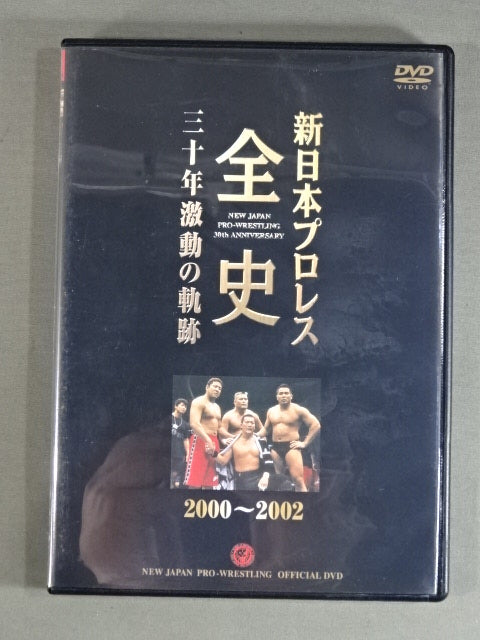 DVD
VIDEO
新日本プロレス
全史
NEW JAPAN
PRO-WRESTLING
30th ANNIVERSARY
三十年激動の軌跡
2000〜2002
NEW JAPAN PRO-WRESTLING OFFICIAL DVD